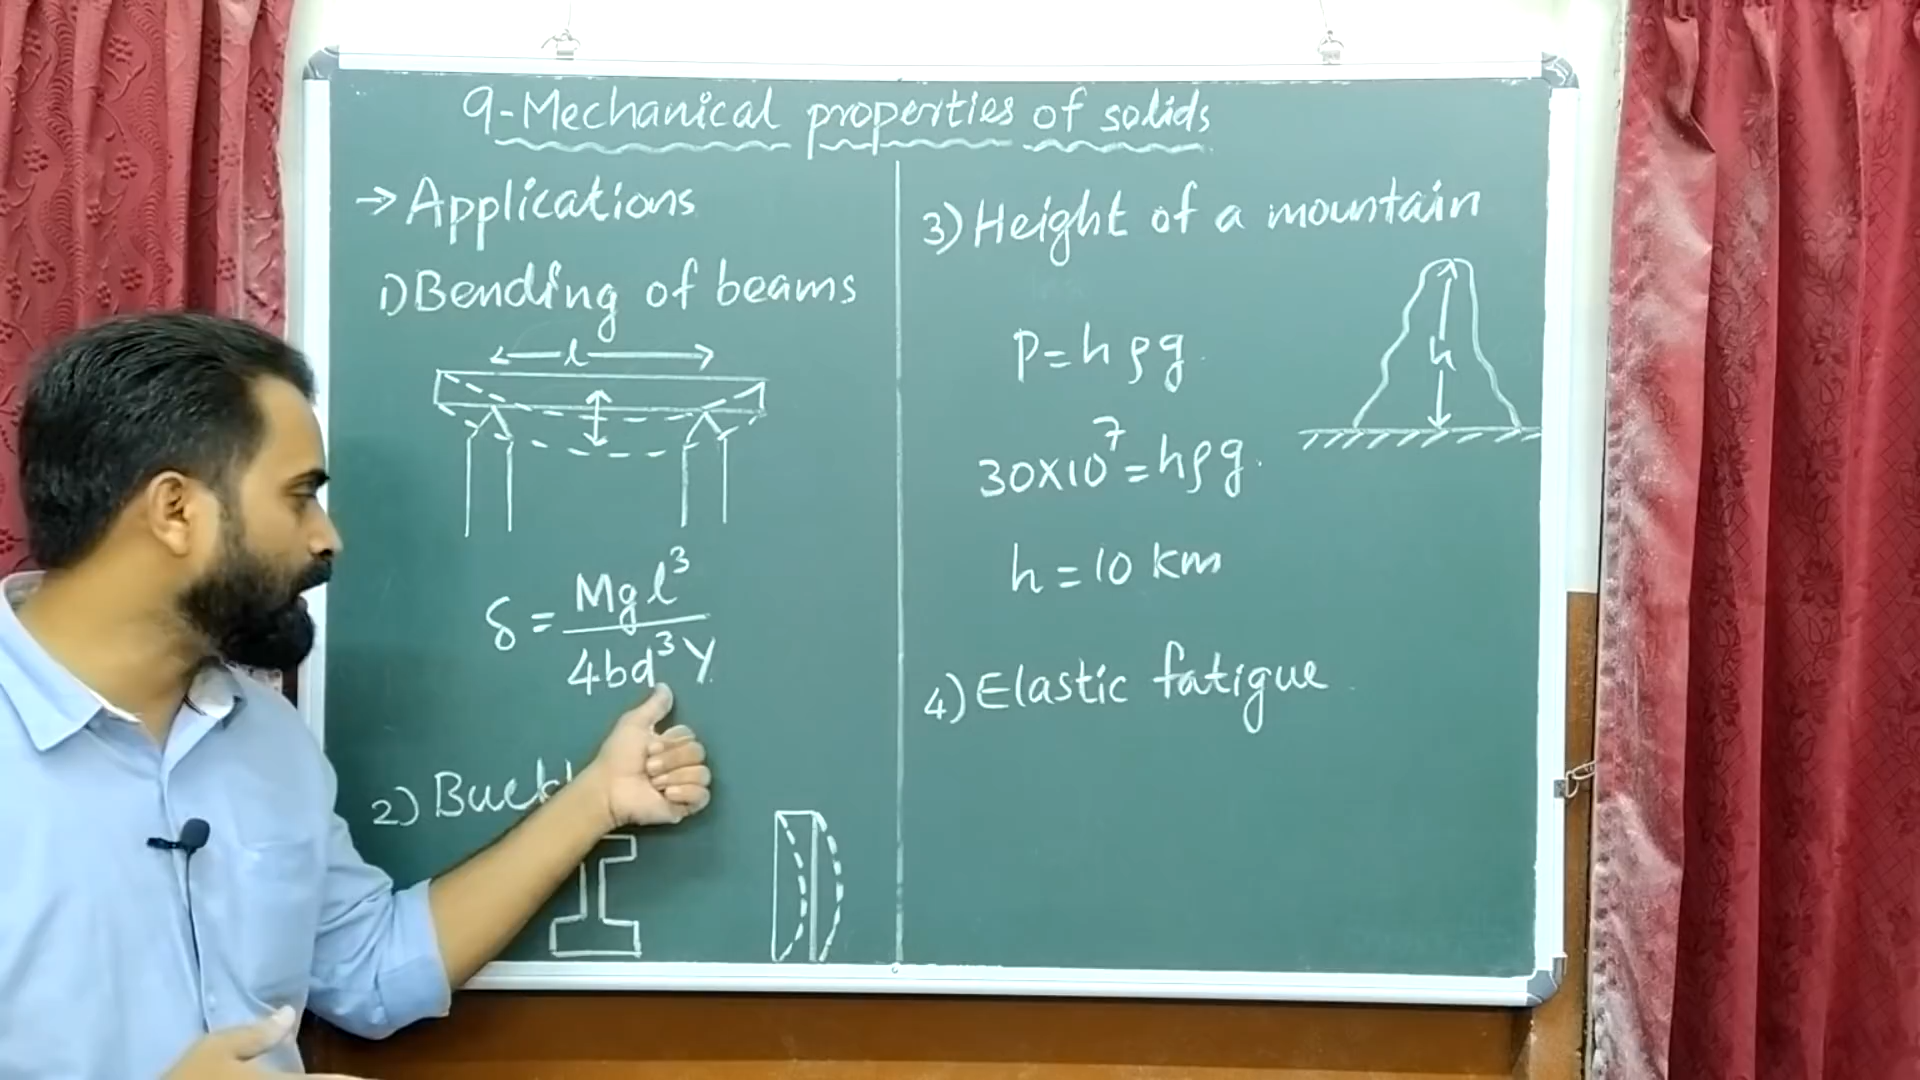 9-Mechanical properties of solids
→Applications
1)Bending of beams
l
δ = Mgl³ / 4bd³Y
2)
3)Height of a mountain
h
P=hρg
30×10⁷=hρg.
h=10 km
4)Elastic fatigue